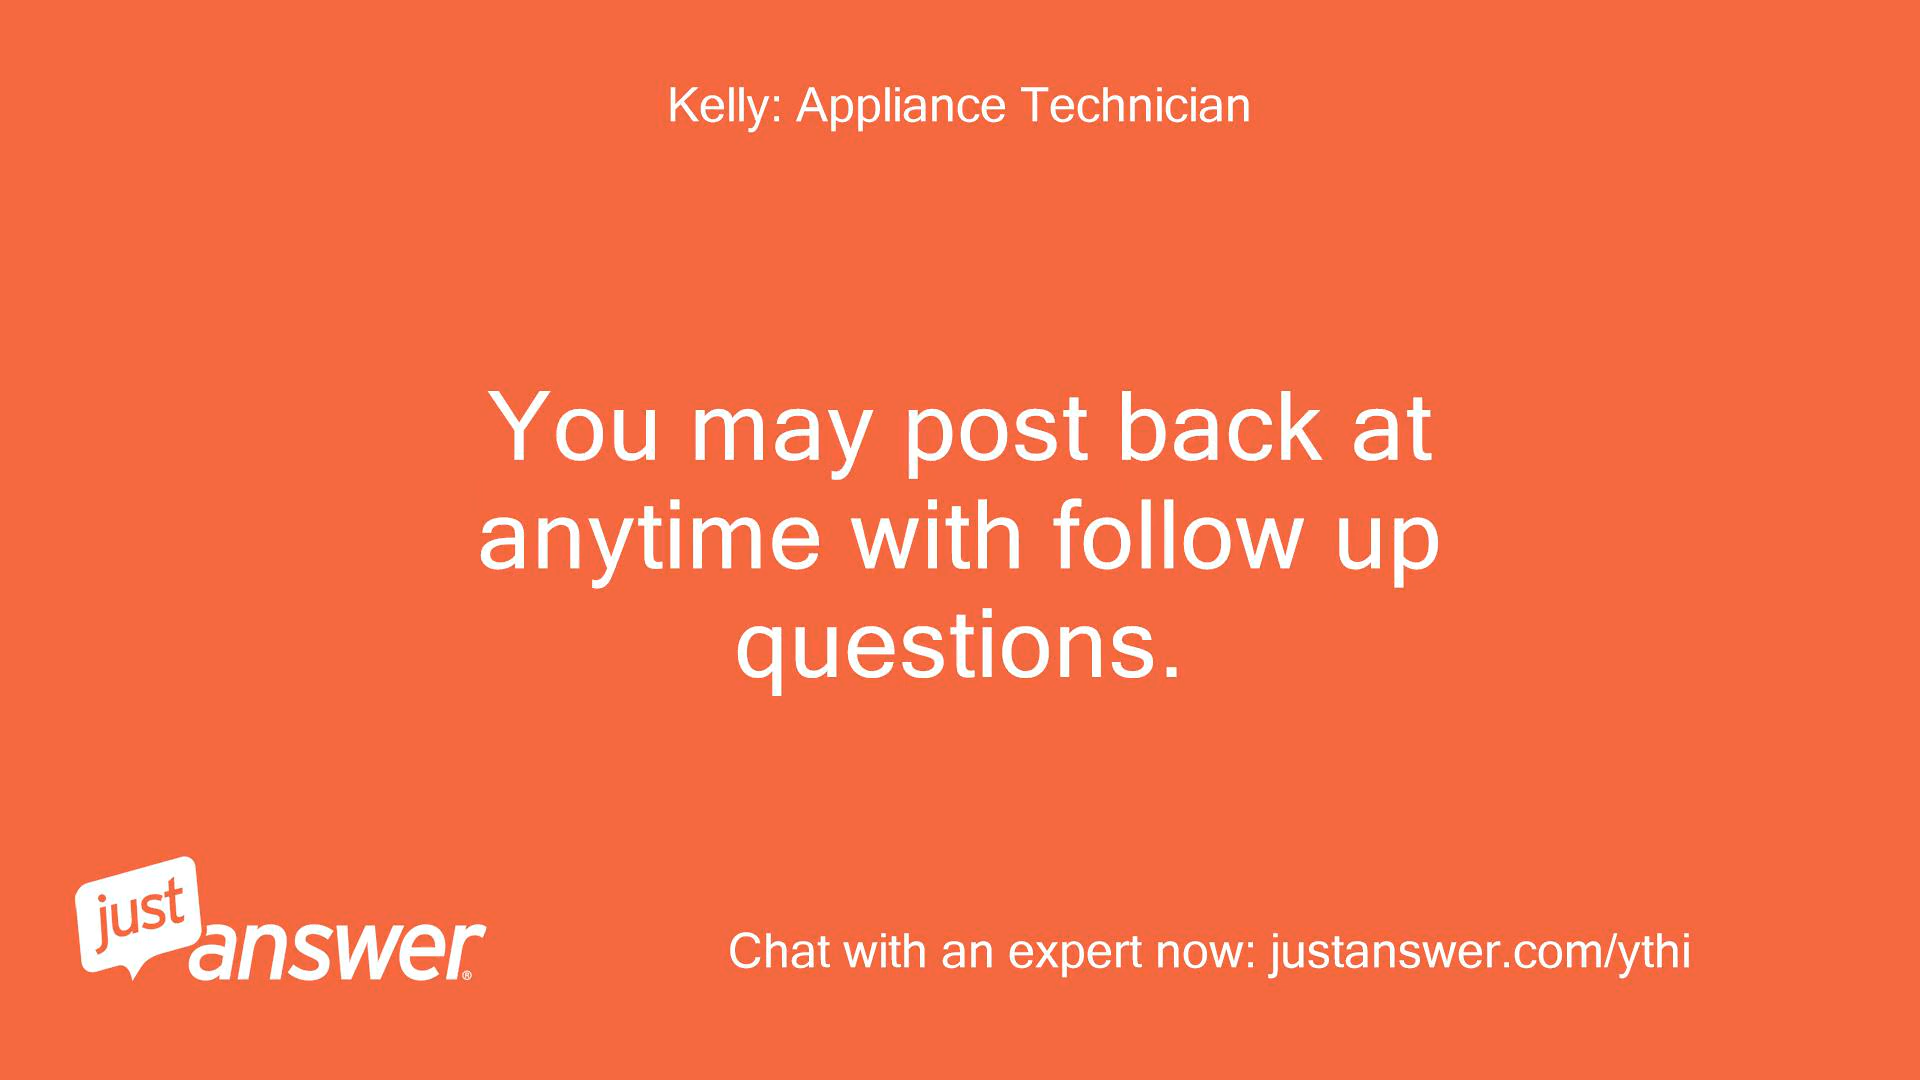 Kelly: Appliance Technician
You may post back at
anytime with follow up
questions.
just
answer®
Chat with an expert now: justanswer.com/ythi